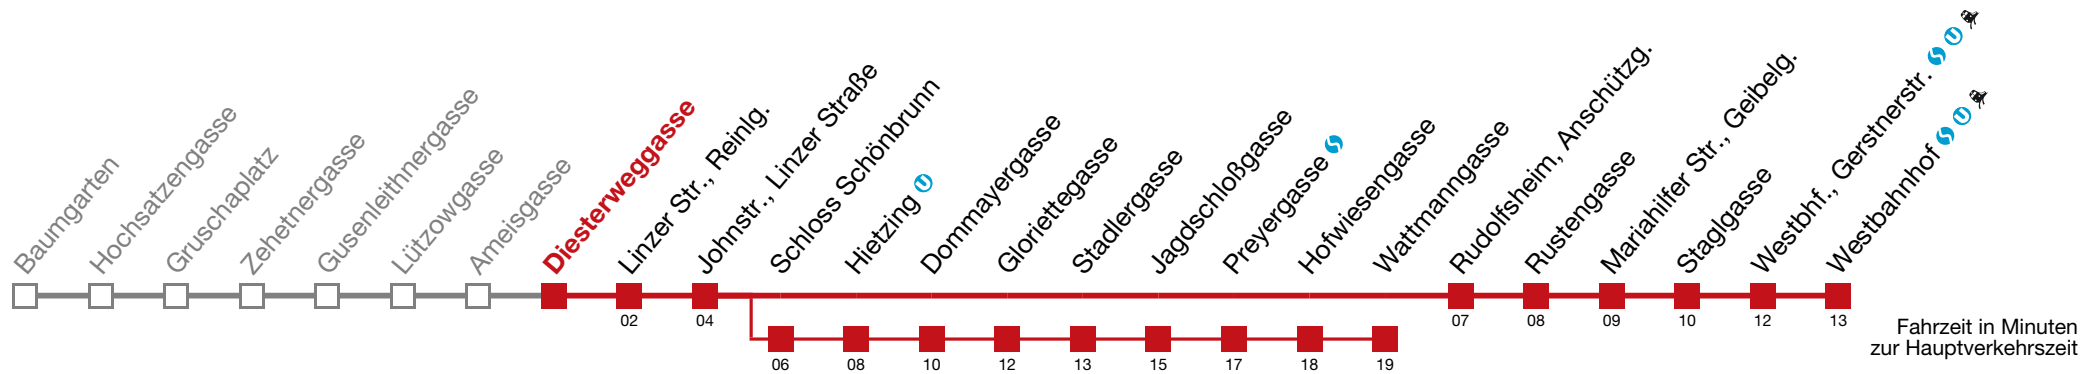 Baumgarten
Hochsatzengasse
Gruschaplatz
Zehetnergasse
Gusenleithnergasse
Lützowgasse
Ameisgasse
Diesterweggasse
Linzer Str., Reinlg.
Johnstr., Linzer Straße
Schloss Schönbrunn
Hietzing U
Dommayergasse
Gloriettegasse
Stadlergasse
Jagdschloßgasse
Preyergasse S
Hofwiesengasse
Wattmanngasse
Rudolfsheim, Anschützg.
Rustengasse
Mariahilfer Str., Geibelg.
Staglgasse
Westbhf., Gerstnerstr. S U
Westbahnhof S U
02 04 07 08 09 10 12 13
06 08 10 12 13 15 17 18 19
Fahrzeit in Minuten
zur Hauptverkehrszeit